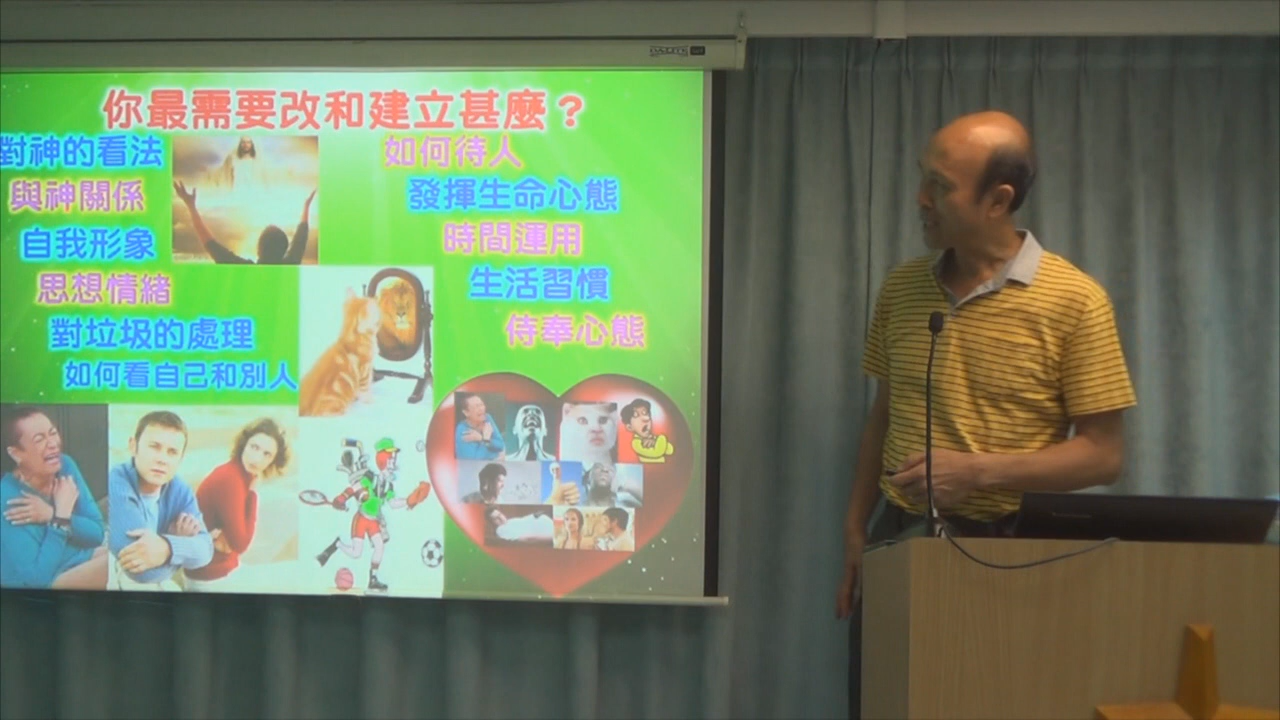 你最需要改和建立甚麼？
對神的看法
與神關係
自我形象
思想情緒
對垃圾的處理
如何看自己和別人
如何待人
發揮生命心態
時間運用
生活習慣
侍奉心態